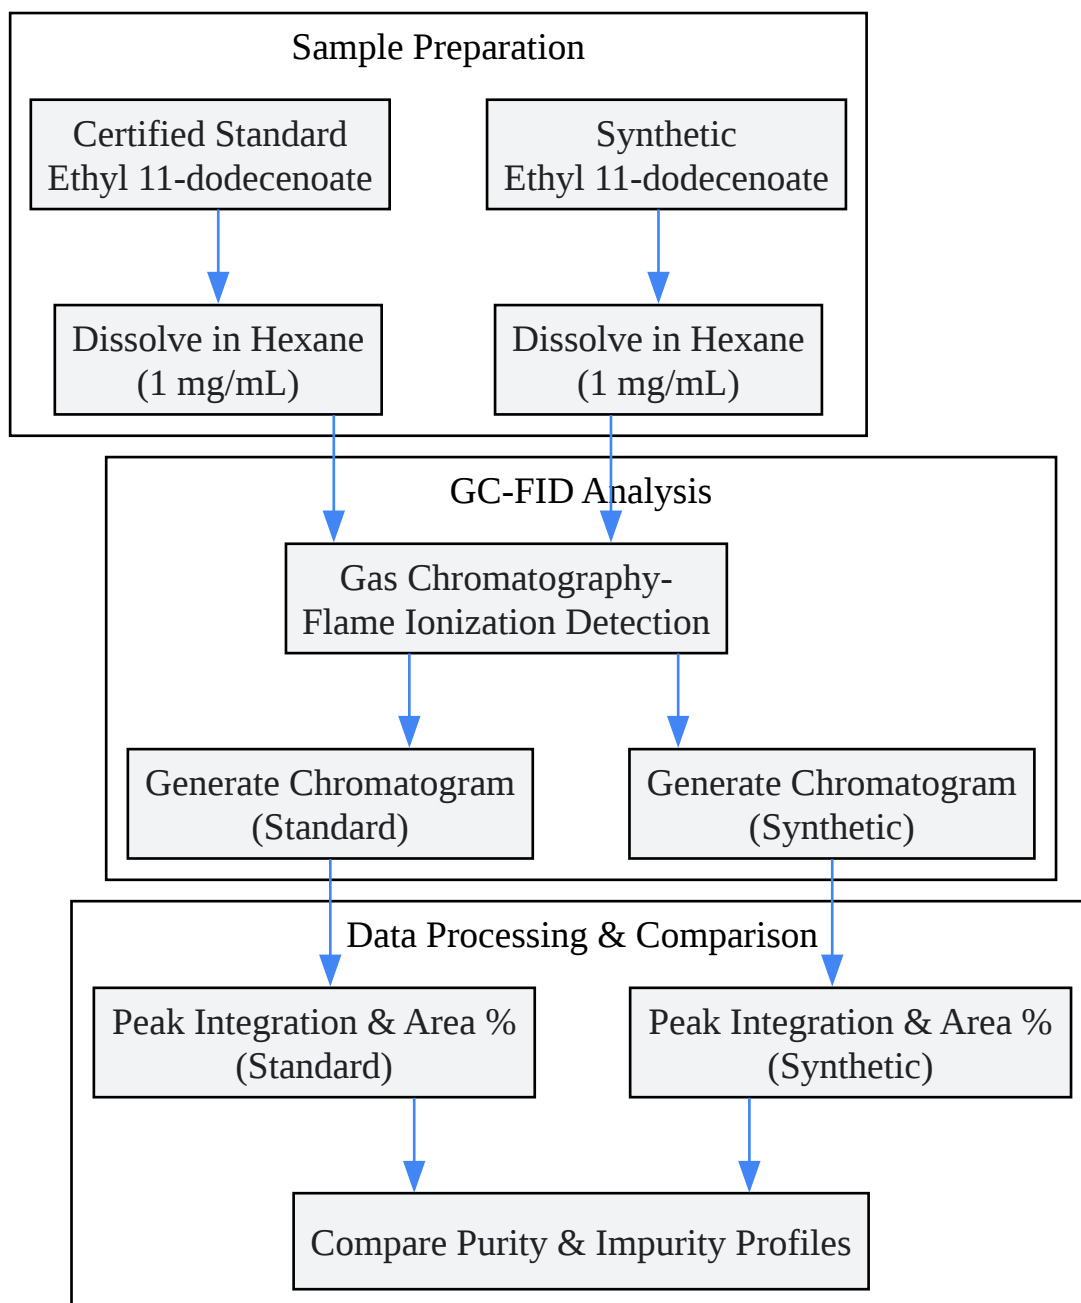 Sample Preparation
Certified Standard
Ethyl 11-dodecenoate
Synthetic
Ethyl 11-dodecenoate
Dissolve in Hexane
(1 mg/mL)
Dissolve in Hexane
(1 mg/mL)
GC-FID Analysis
Gas Chromatography-
Flame Ionization Detection
Generate Chromatogram
(Standard)
Generate Chromatogram
(Synthetic)
Data Processing & Comparison
Peak Integration & Area %
(Standard)
Peak Integration & Area %
(Synthetic)
Compare Purity & Impurity Profiles